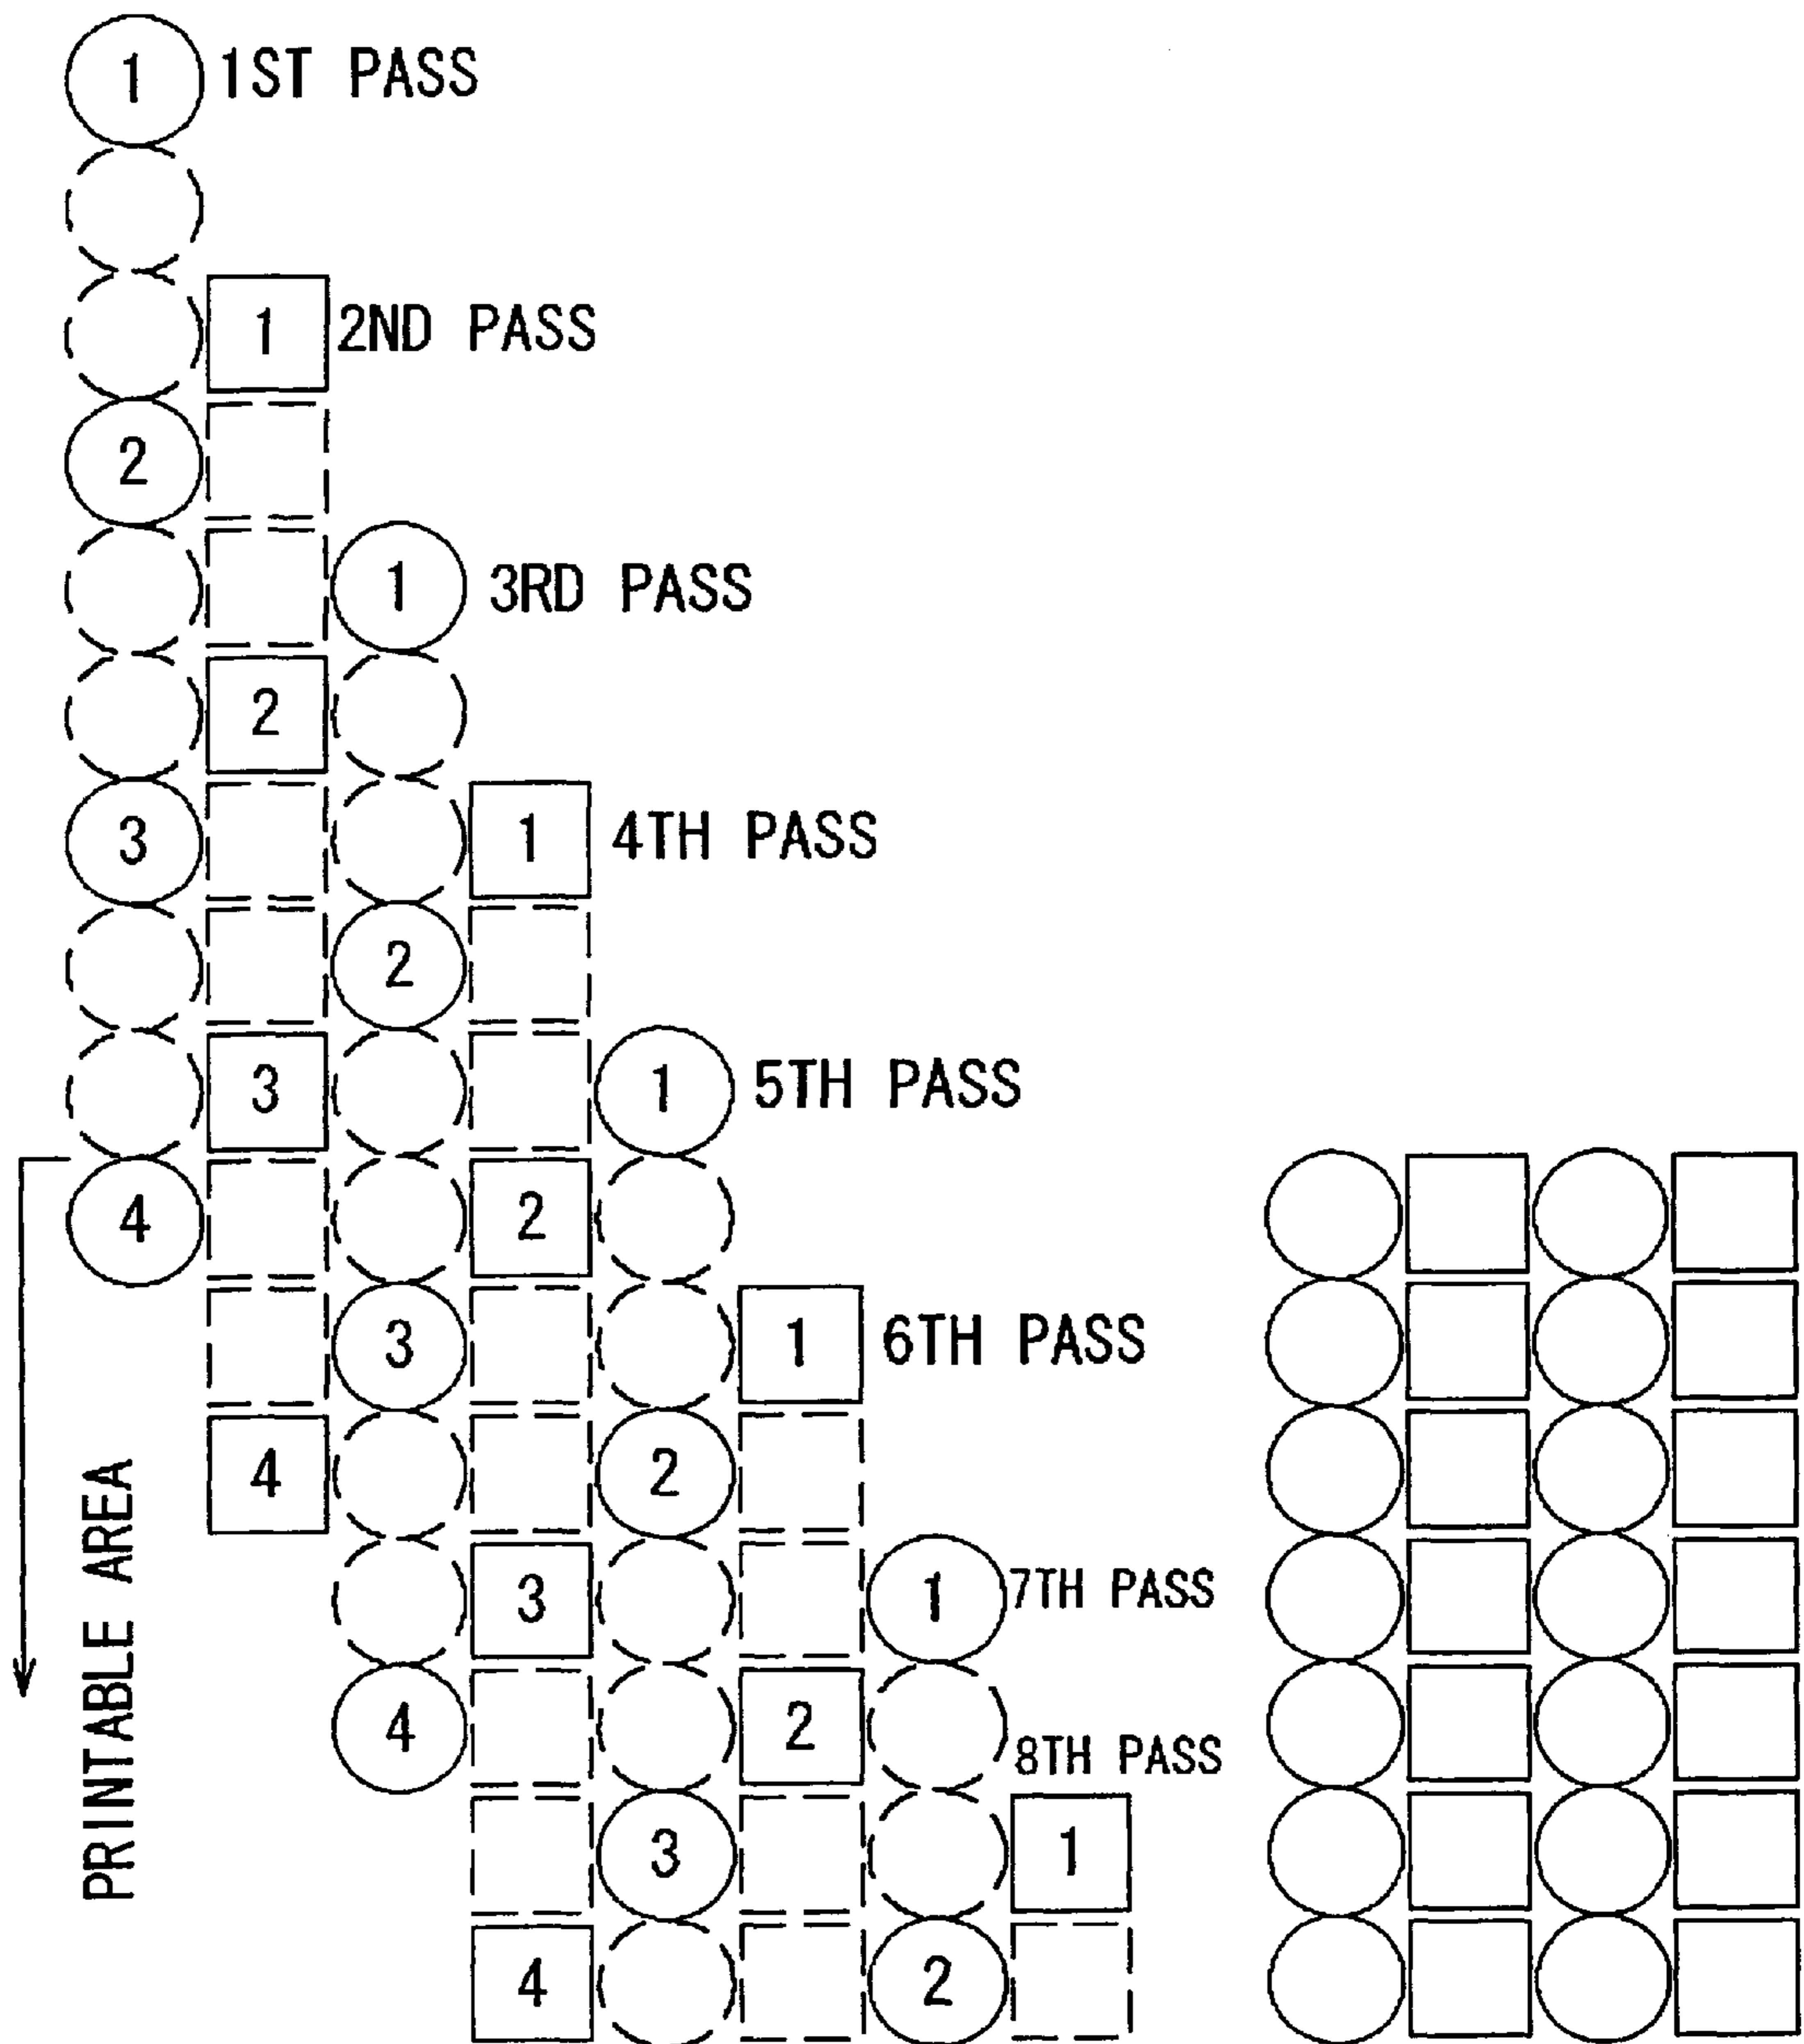 1 1ST PASS
1 2ND PASS
2
1 3RD PASS
2
3 1 4TH PASS
2
3 1 5TH PASS
4 2
3 1 6TH PASS
4 2
3 1 7TH PASS
4 2
8TH PASS
3 1
4 2
PRINTABLE AREA